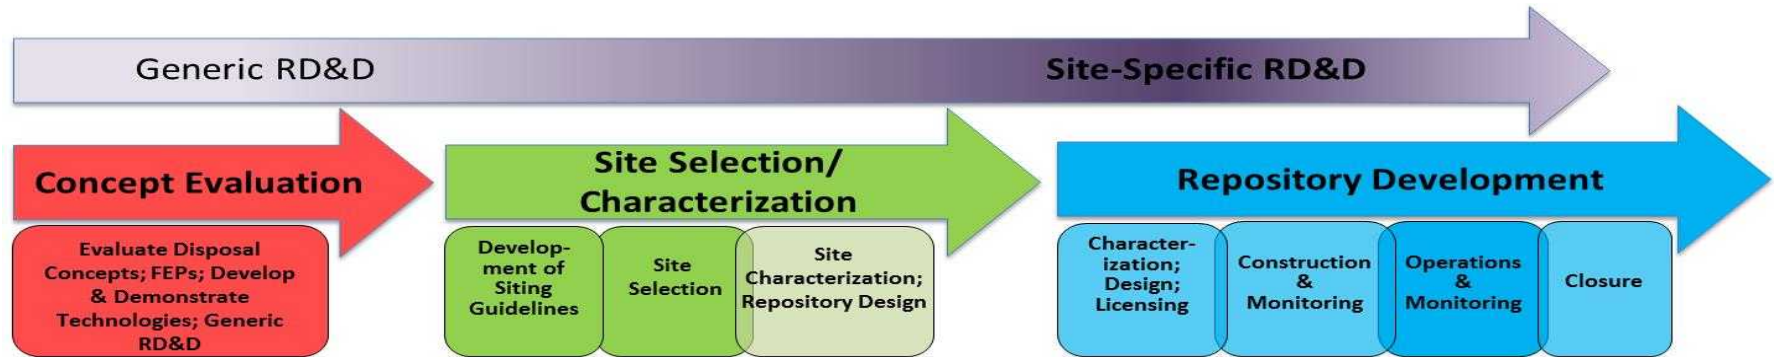 Generic RD&D
Site-Specific RD&D
Concept Evaluation
Site Selection/
Characterization
Repository Development
Evaluate Disposal
Concepts; FEPs; Develop
& Demonstrate
Technologies; Generic
RD&D
Develop-
ment of
Siting
Guidelines
Site
Selection
Site
Characterization;
Repository Design
Character-
ization;
Design;
Licensing
Construction
&
Monitoring
Operations
&
Monitoring
Closure